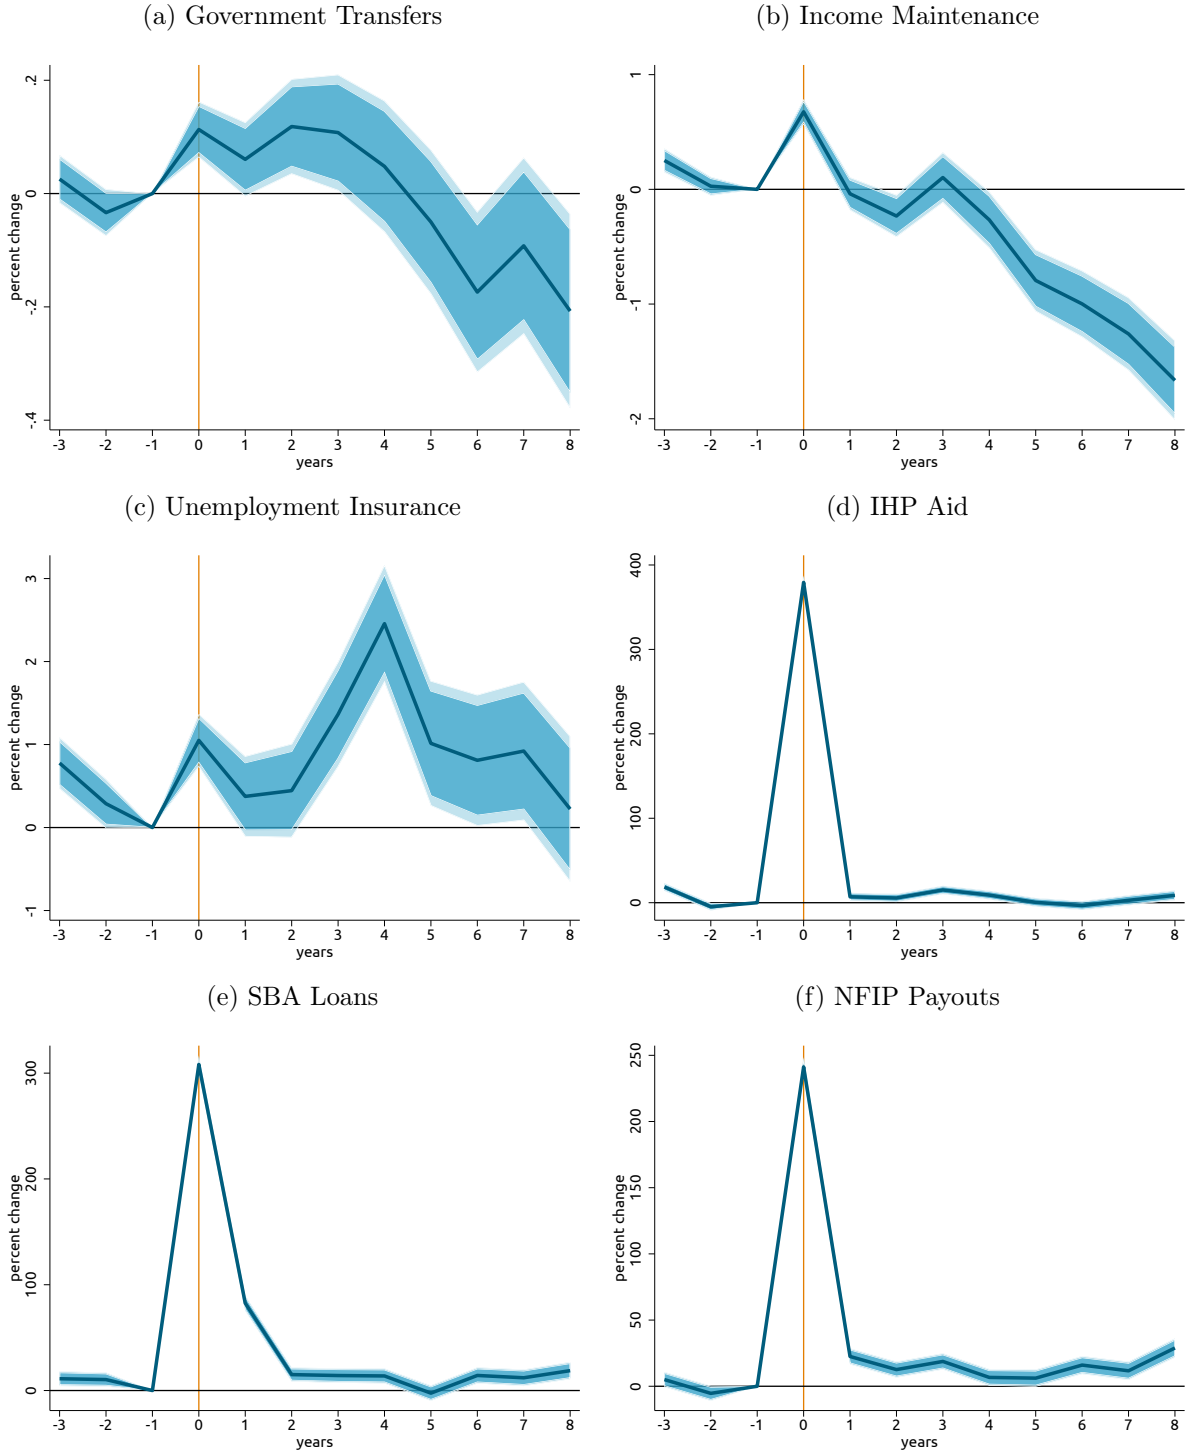 (a) Government Transfers
.2
0
-.2
-.4
percent change
-3 -2 -1 0 1 2 3 4 5 6 7 8
years
(b) Income Maintenance
1
0
-1
-2
percent change
-3 -2 -1 0 1 2 3 4 5 6 7 8
years
(c) Unemployment Insurance
3
2
1
0
-1
percent change
-3 -2 -1 0 1 2 3 4 5 6 7 8
years
(d) IHP Aid
400
300
200
100
0
percent change
-3 -2 -1 0 1 2 3 4 5 6 7 8
years
(e) SBA Loans
300
200
100
0
percent change
-3 -2 -1 0 1 2 3 4 5 6 7 8
years
(f) NFIP Payouts
250
200
150
100
50
0
percent change
-3 -2 -1 0 1 2 3 4 5 6 7 8
years